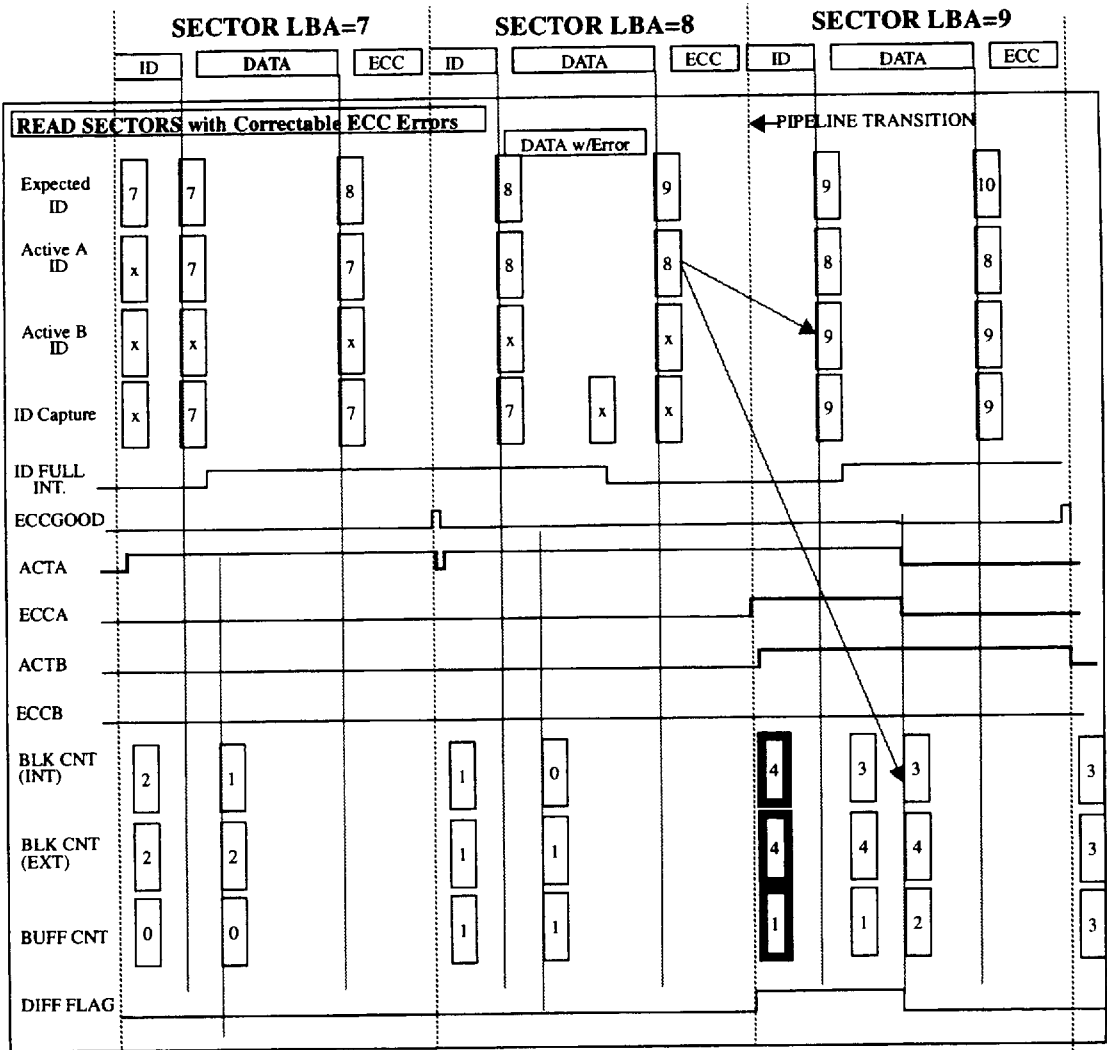 SECTOR LBA=7 SECTOR LBA=8 SECTOR LBA=9
ID DATA ECC ID DATA ECC ID DATA ECC
READ SECTORS with Correctable ECC Errors
PIPELINE TRANSITION
DATA w/Error
Expected ID 7 7 8 8 9 9 10
Active A ID x 7 7 8 8 8 8
Active B ID x x x x x 9 9
ID Capture x 7 7 7 x x 9 9
ID FULL INT.
ECCGOOD
ACTA
ECCA
ACTB
ECCB
BLK CNT (INT) 2 1 1 0 4 3 3 3
BLK CNT (EXT) 2 2 1 1 4 4 4 3
BUFF CNT 0 0 1 1 1 1 2 3
DIFF FLAG